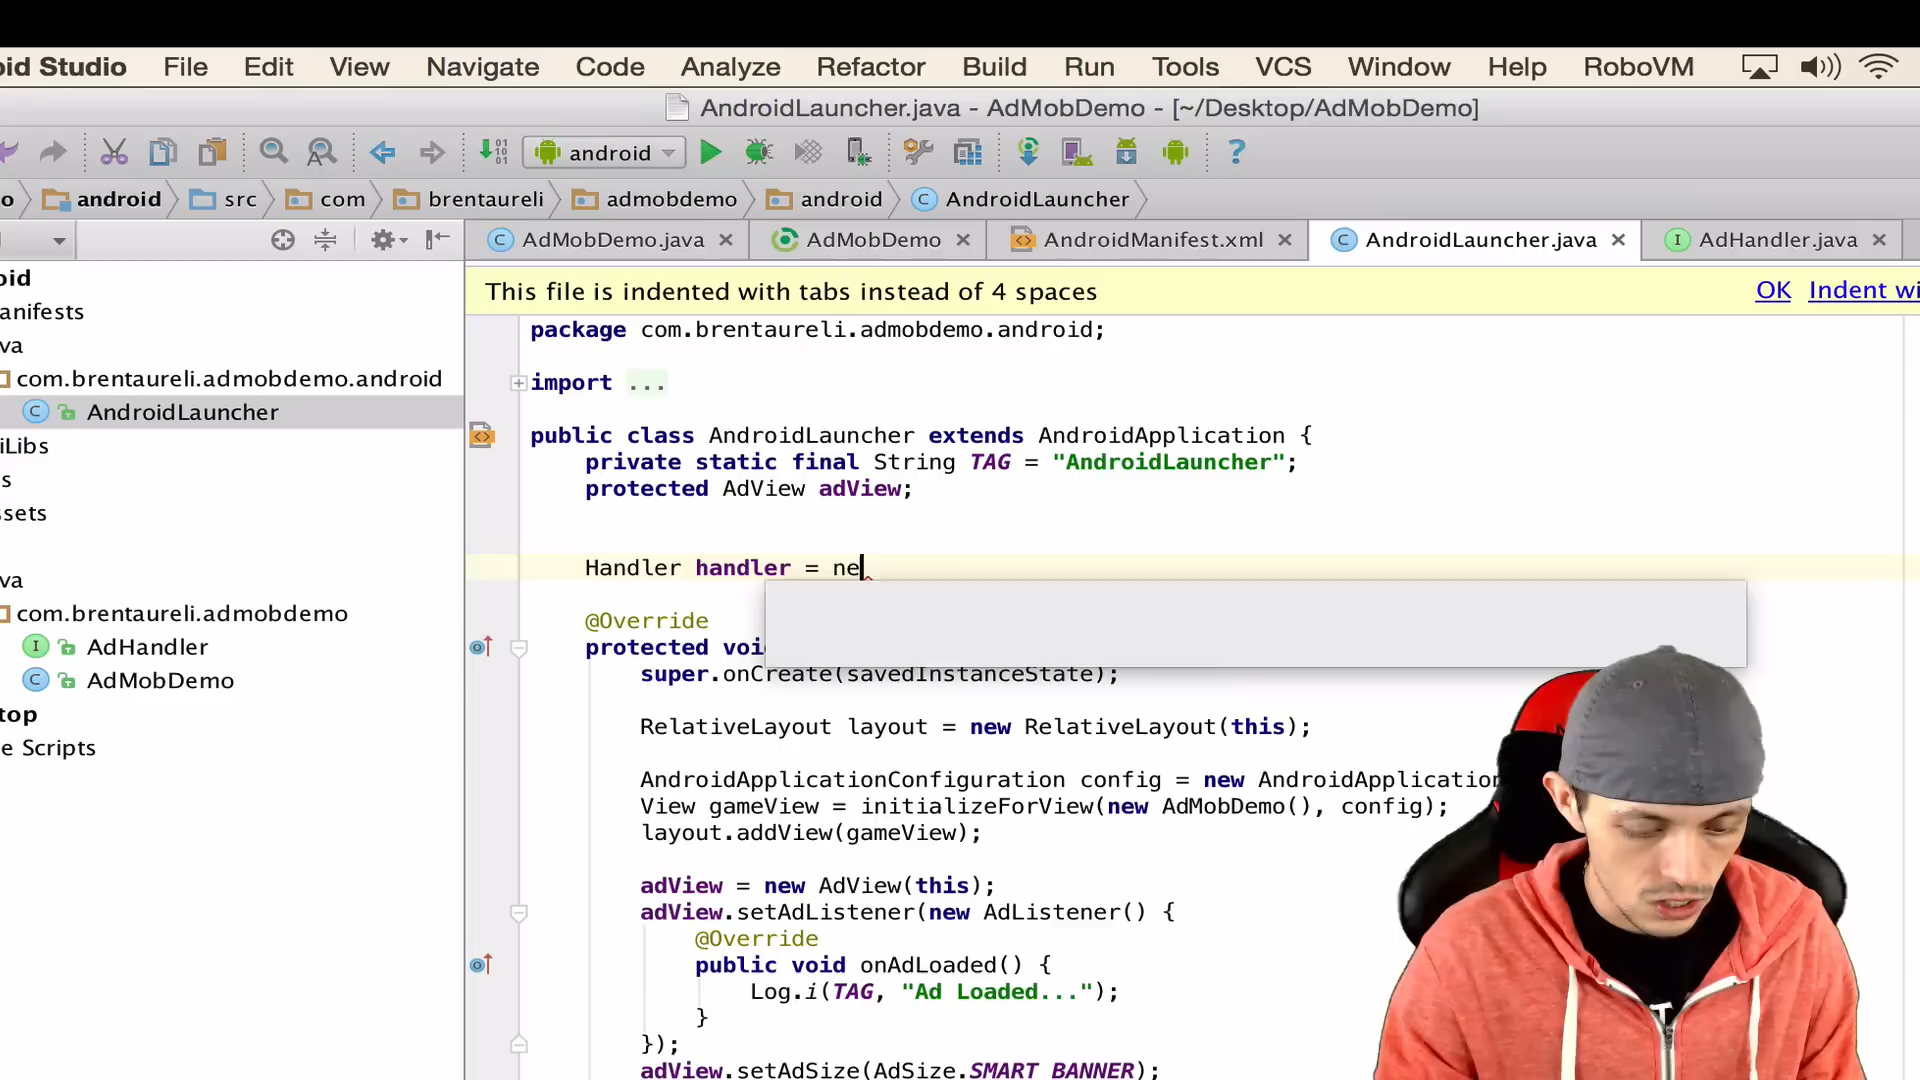 oid Studio File Edit View Navigate Code Analyze Refactor Build Run Tools VCS Window Help RoboVM
AndroidLauncher.java - AdMobDemo - [~/Desktop/AdMobDemo]
android
o android src com brentaureli admobdemo android AndroidLauncher
AdMobDemo.java AdMobDemo AndroidManifest.xml AndroidLauncher.java AdHandler.java
This file is indented with tabs instead of 4 spaces OK Indent wi
oid
anifests
va
com.brentaureli.admobdemo.android
AndroidLauncher
iLibs
s
ssets
va
com.brentaureli.admobdemo
AdHandler
AdMobDemo
top
e Scripts
package com.brentaureli.admobdemo.android;
import ...
public class AndroidLauncher extends AndroidApplication {
private static final String TAG = "AndroidLauncher";
protected AdView adView;
Handler handler = ne
@Override
protected voi
super.onCreate(savedInstanceState);
RelativeLayout layout = new RelativeLayout(this);
AndroidApplicationConfiguration config = new AndroidApplication
View gameView = initializeForView(new AdMobDemo(), config);
layout.addView(gameView);
adView = new AdView(this);
adView.setAdListener(new AdListener() {
@Override
public void onAdLoaded() {
Log.i(TAG, "Ad Loaded...");
}
});
adView.setAdSize(AdSize.SMART_BANNER);